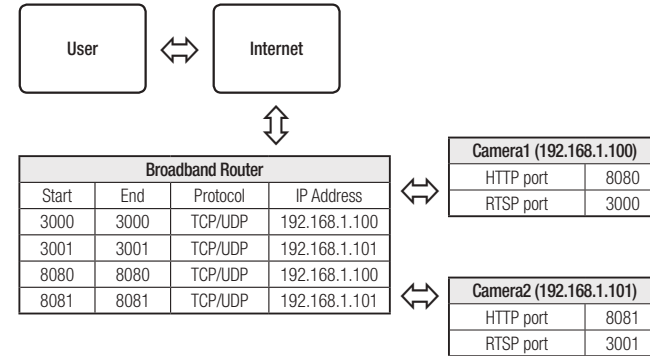 User
Internet
Broadband Router
Start End Protocol IP Address
3000 3000 TCP/UDP 192.168.1.100
3001 3001 TCP/UDP 192.168.1.101
8080 8080 TCP/UDP 192.168.1.100
8081 8081 TCP/UDP 192.168.1.101
Camera1 (192.168.1.100)
HTTP port 8080
RTSP port 3000
Camera2 (192.168.1.101)
HTTP port 8081
RTSP port 3001